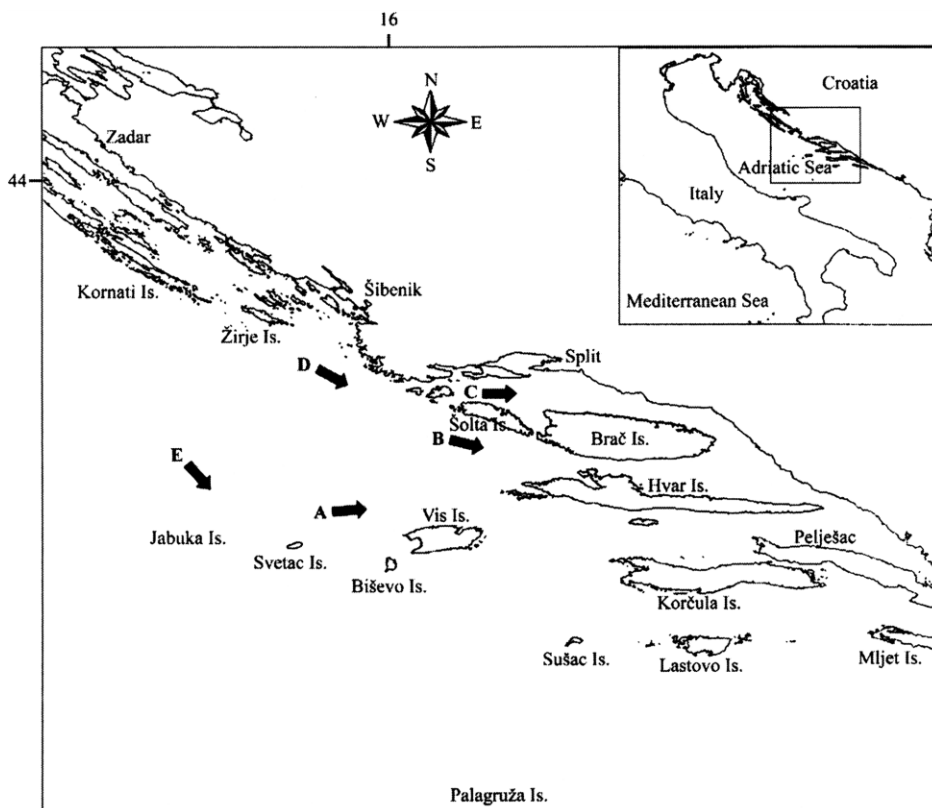 16
N
W E
S
Croatia
Zadar
44
Adriatic Sea
Italy
Kornati Is.
Šibenik
Mediterranean Sea
Žirje Is.
D
Split
C
Šolta Is.
B
Brač Is.
E
Hvar Is.
A
Vis Is.
Jabuka Is.
Pelješac
Svetac Is.
Biševo Is.
Korčula Is.
Sušac Is.
Lastovo Is.
Mljet Is.
Palagruža Is.